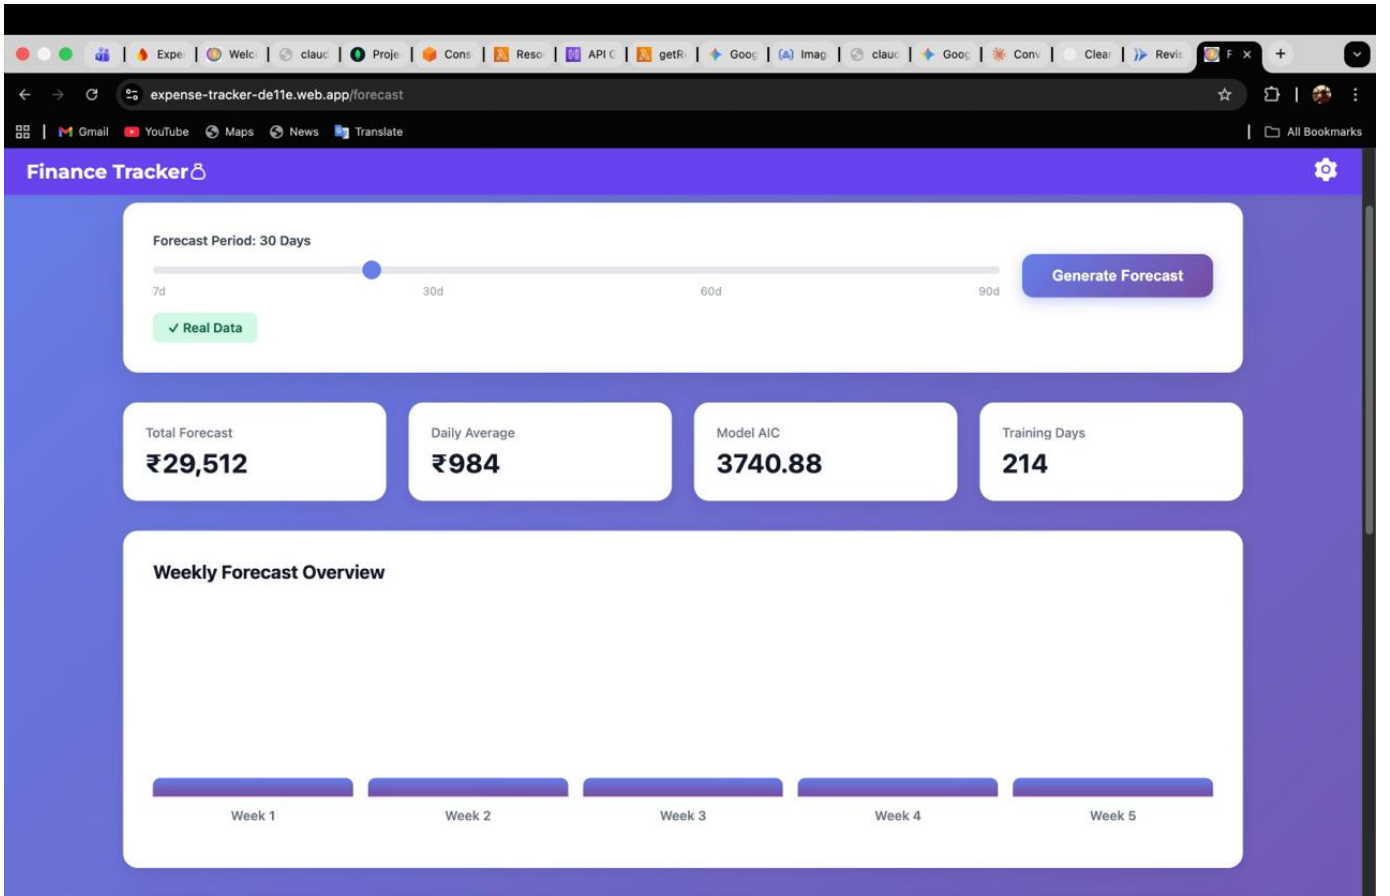 Expe
Welc
claud
Proje
Cons
Reso
API G
getR
Goog
Imag
claud
Goog
Conv
Clear
Revis
F
expense-tracker-de11e.web.app/forecast
Gmail
YouTube
Maps
News
Translate
All Bookmarks
Finance Tracker
Forecast Period: 30 Days
7d
30d
60d
90d
Generate Forecast
✓ Real Data
Total Forecast
₹29,512
Daily Average
₹984
Model AIC
3740.88
Training Days
214
Weekly Forecast Overview
Week 1
Week 2
Week 3
Week 4
Week 5